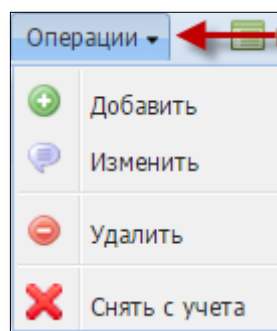 Операции
Добавить
Изменить
Удалить
Снять с учета